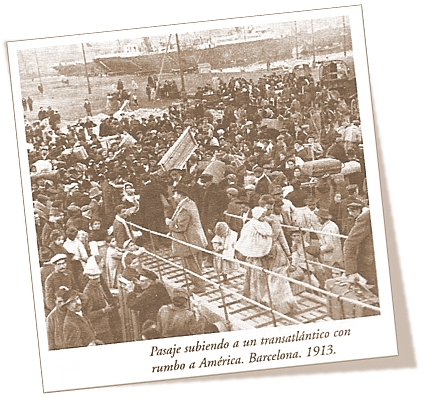 Pasaje subiendo a un transatlántico con
rumbo a América. Barcelona. 1913.